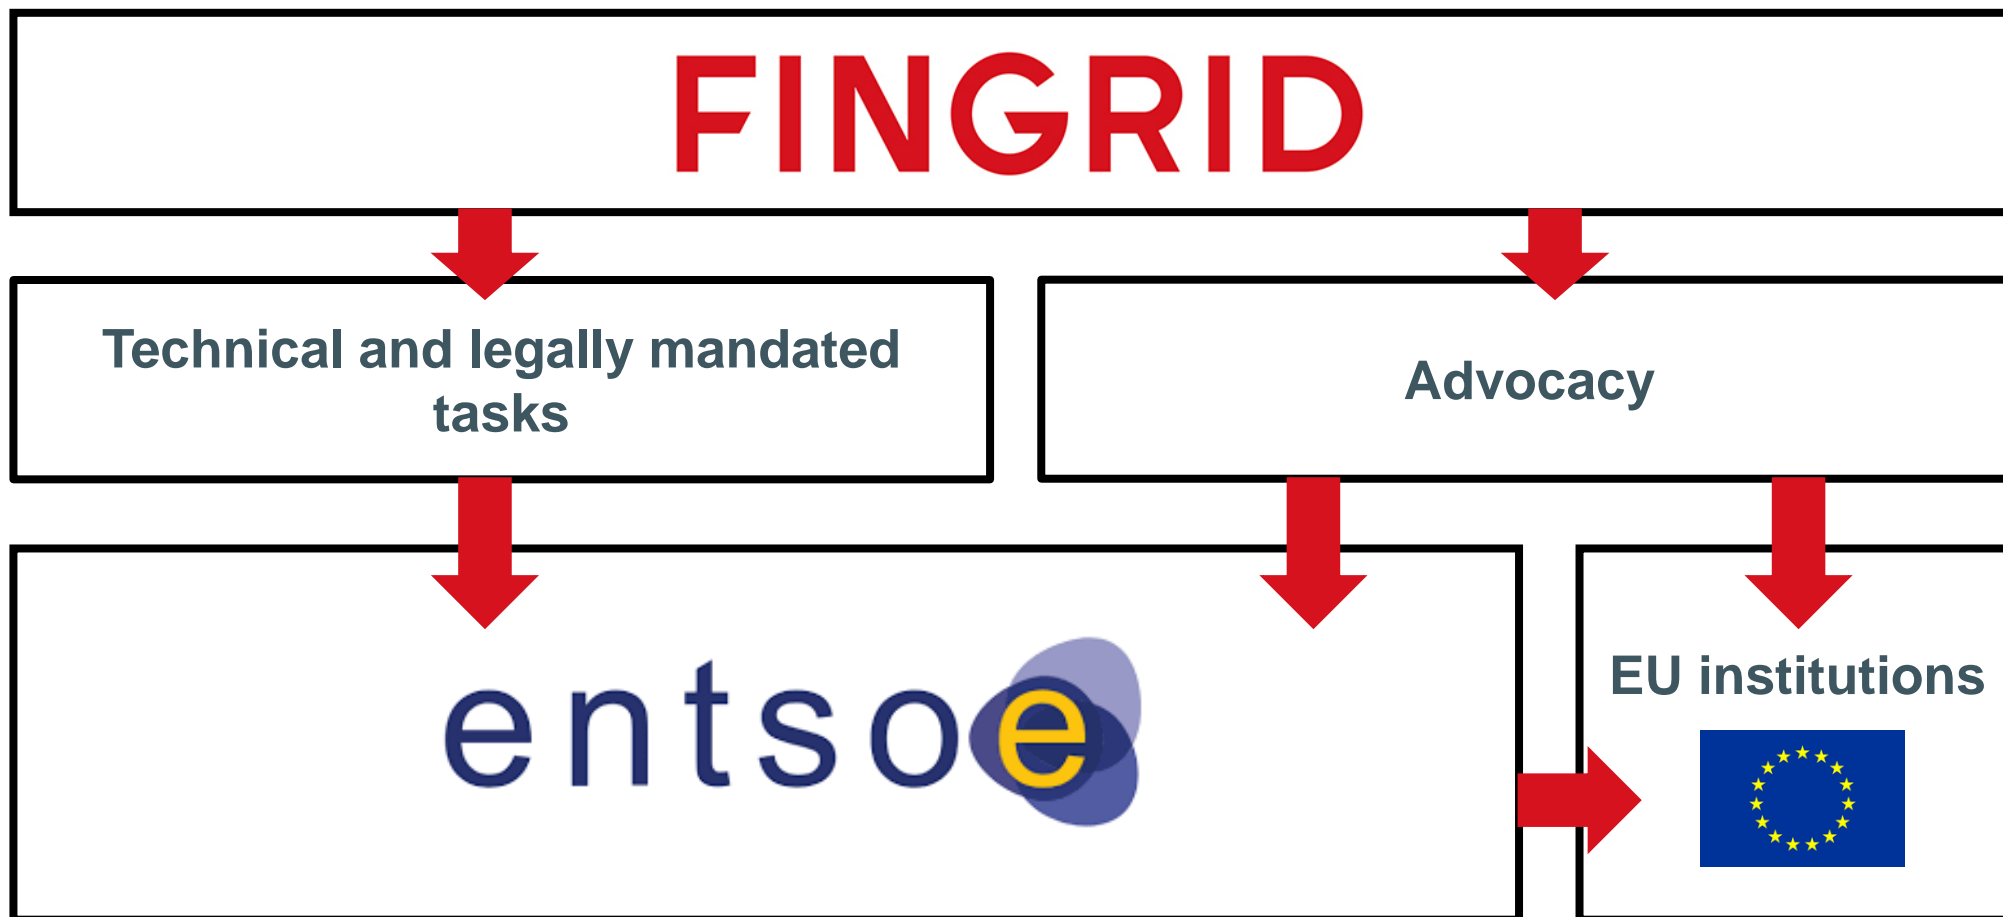 FINGRID
Technical and legally mandated
tasks
Advocacy
entsoe
EU institutions